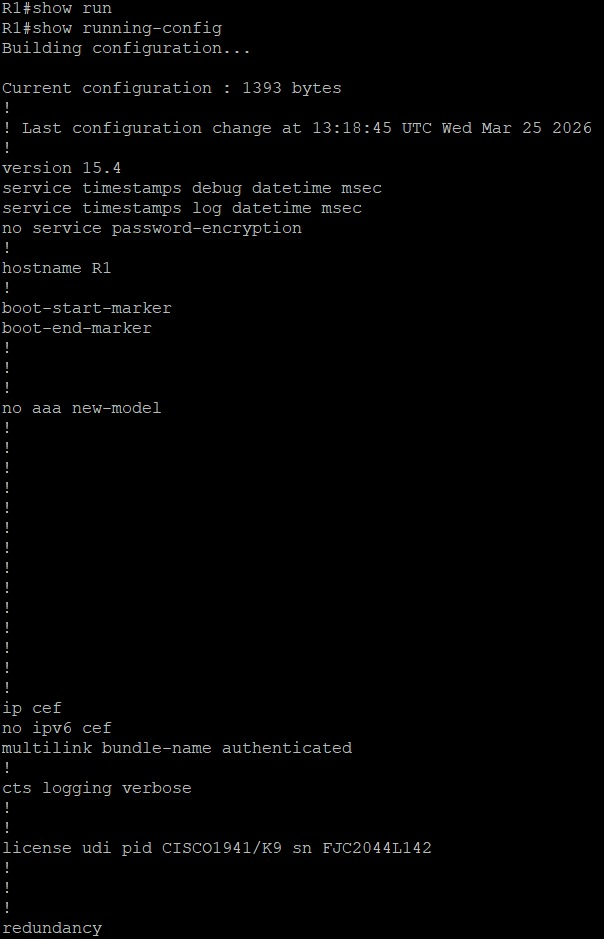 R1#show run
R1#show running-config
Building configuration...
Current configuration : 1393 bytes
!
! Last configuration change at 13:18:45 UTC Wed Mar 25 2026
!
version 15.4
service timestamps debug datetime msec
service timestamps log datetime msec
no service password-encryption
!
hostname R1
!
boot-start-marker
boot-end-marker
!
!
!
no aaa new-model
!
!
!
!
!
!
!
!
!
!
!
!
!
!
ip cef
no ipv6 cef
multilink bundle-name authenticated
!
cts logging verbose
!
!
license udi pid CISCO1941/K9 sn FJC2044L142
!
!
!
redundancy